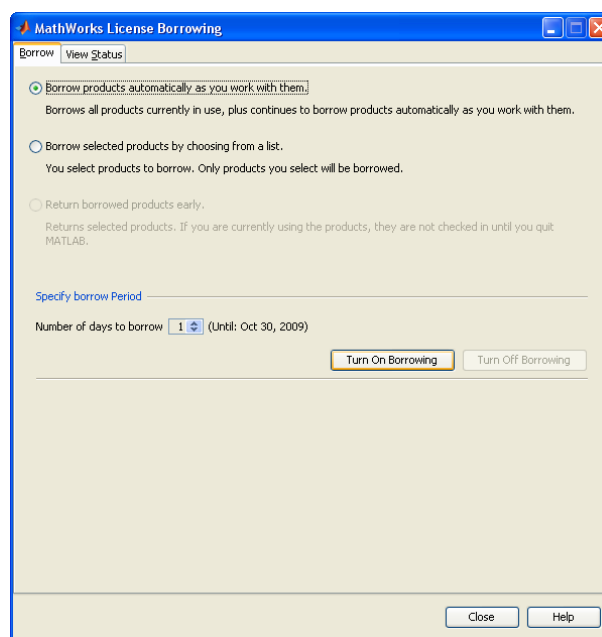 MathWorks License Borrowing
Borrow View Status
Borrow products automatically as you work with them.
Borrows all products currently in use, plus continues to borrow products automatically as you work with them.
Borrow selected products by choosing from a list.
You select products to borrow. Only products you select will be borrowed.
Return borrowed products early.
Returns selected products. If you are currently using the products, they are not checked in until you quit
MATLAB.
Specify borrow Period
Number of days to borrow 1 (Until: Oct 30, 2009)
Turn On Borrowing Turn Off Borrowing
Close Help